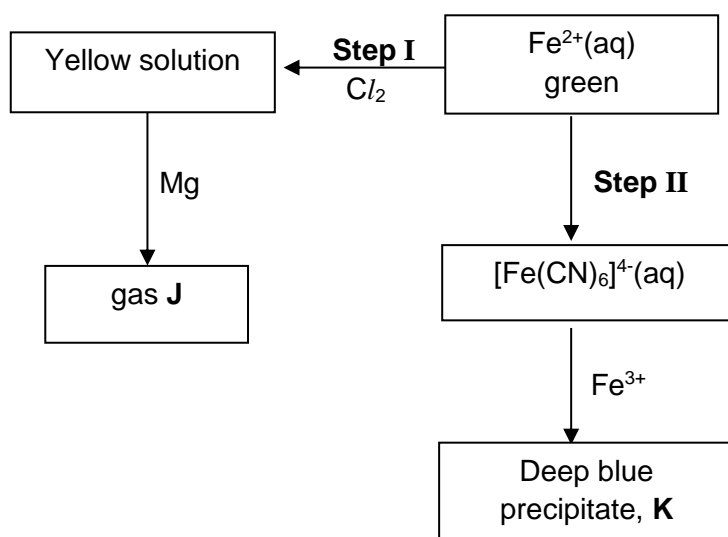 Yellow solution
Step I
Cl₂
Fe²⁺(aq)
green
Mg
Step II
gas J
[Fe(CN)₆]⁴⁻(aq)
Fe³⁺
Deep blue
precipitate, K